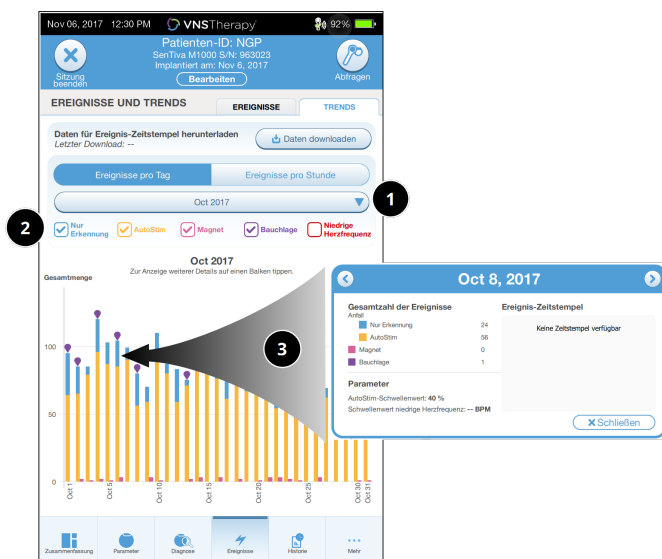 Nov 06, 2017 12:30 PM VNSTherapy 92%
Patienten-ID: NGP
SenTiva M1000 S/N: 963023
Implantiert am: Nov 6, 2017
Sitzung
beenden
Bearbeiten
Abfragen
EREIGNISSE UND TRENDS
EREIGNISSE
TRENDS
Daten für Ereignis-Zeitstempel herunterladen
Letzter Download: --
Daten downloaden
Ereignisse pro Tag
Ereignisse pro Stunde
Oct 2017
1
2
Nur
Erkennung
AutoStim
Magnet
Bauchlage
Niedrige
Herzfrequenz
Oct 2017
Zur Anzeige weiterer Details auf einen Balken tippen.
Gesamtmenge
100
50
0
Oct 1
Oct 5
Oct 10
Oct 15
Oct 20
Oct 25
Oct 30
Oct 31
3
Oct 8, 2017
Gesamtzahl der Ereignisse
Anfall
Nur Erkennung 24
AutoStim 56
Magnet 0
Bauchlage 1
Ereignis-Zeitstempel
Keine Zeitstempel verfügbar
Parameter
AutoStim-Schwellenwert: 40 %
Schwellenwert niedrige Herzfrequenz: -- BPM
Schließen
Zusammenfassung
Parameter
Diagnose
Ereignisse
Historie
Mehr